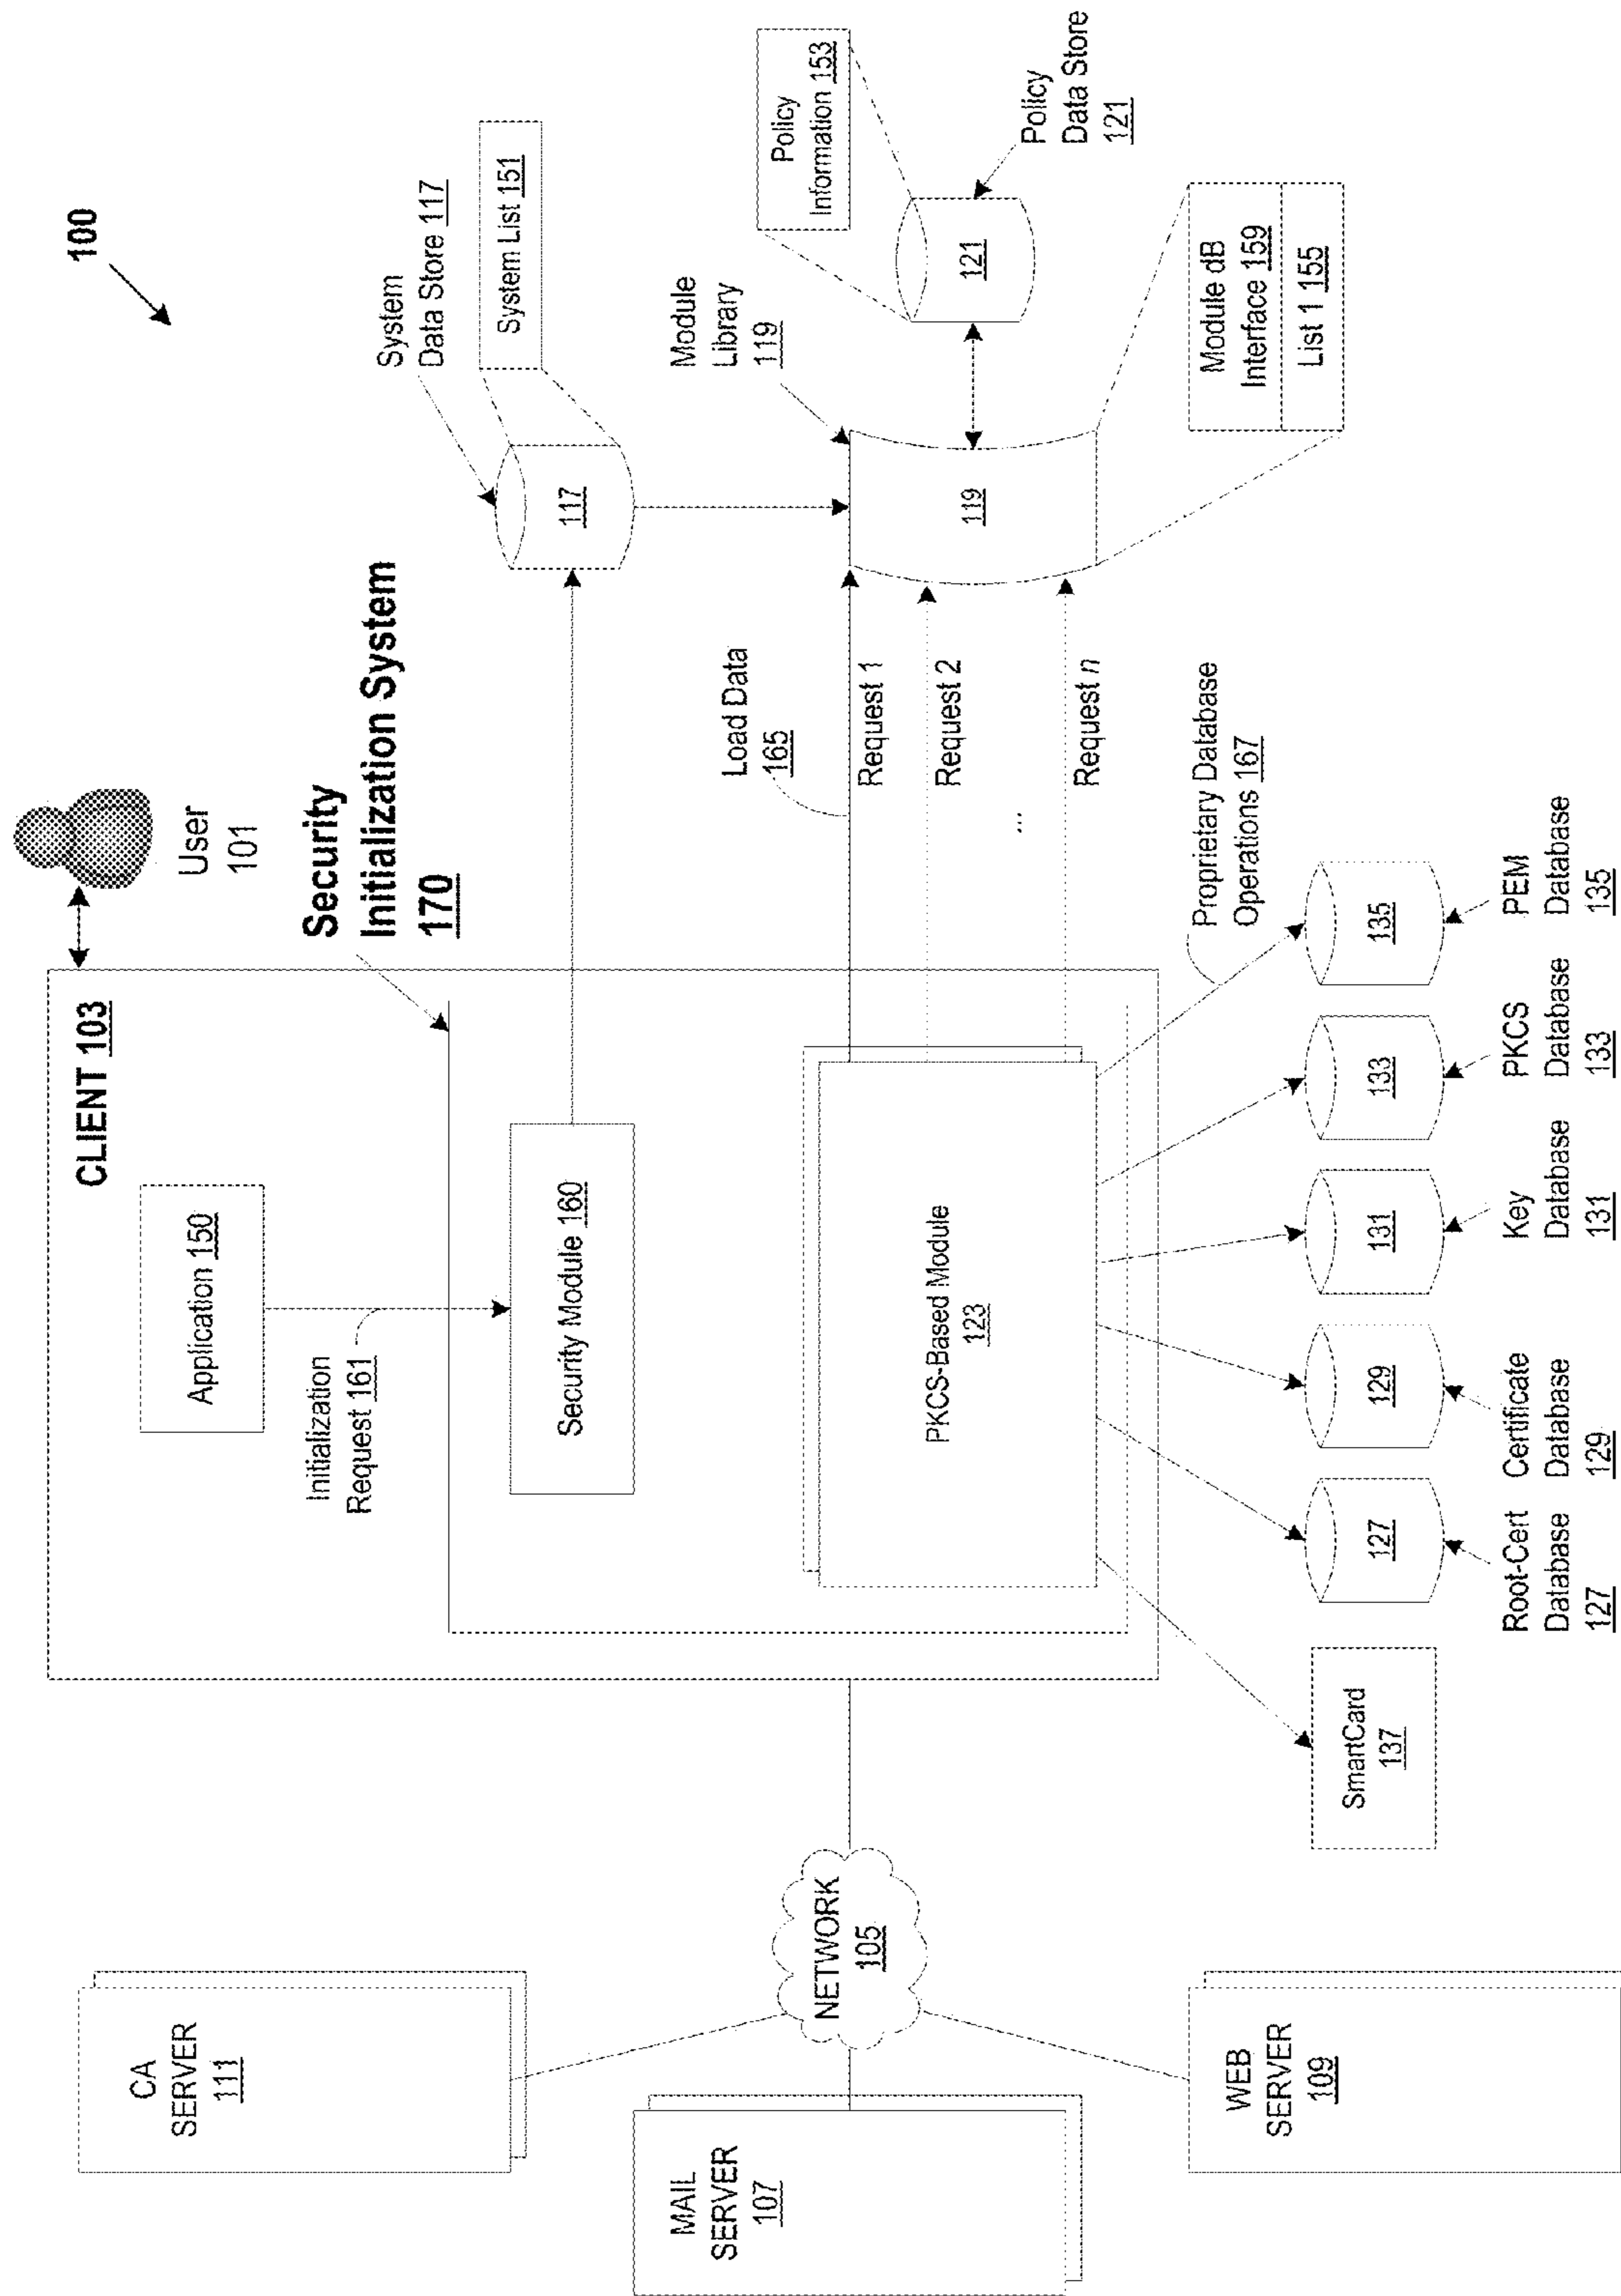 100
User
101
CLIENT 103
Application 150
Initialization
Request 161
Security Module 160
Security
Initialization System
170
System
Data Store 117
117
System List 151
CA
SERVER
111
MAIL
SERVER
107
WEB
SERVER
109
NETWORK
105
PKCS-Based Module
123
Load Data
165
Request 1
Request 2
...
Request n
Module
Library
119
119
Policy
Information 153
121
Policy
Data Store
121
Module dB
Interface 159
List 1 155
Proprietary Database
Operations 167
SmartCard
137
127
129
131
133
135
Root-Cert
Database
127
Certificate
Database
129
Key
Database
131
PKCS
Database
133
PEM
Database
135